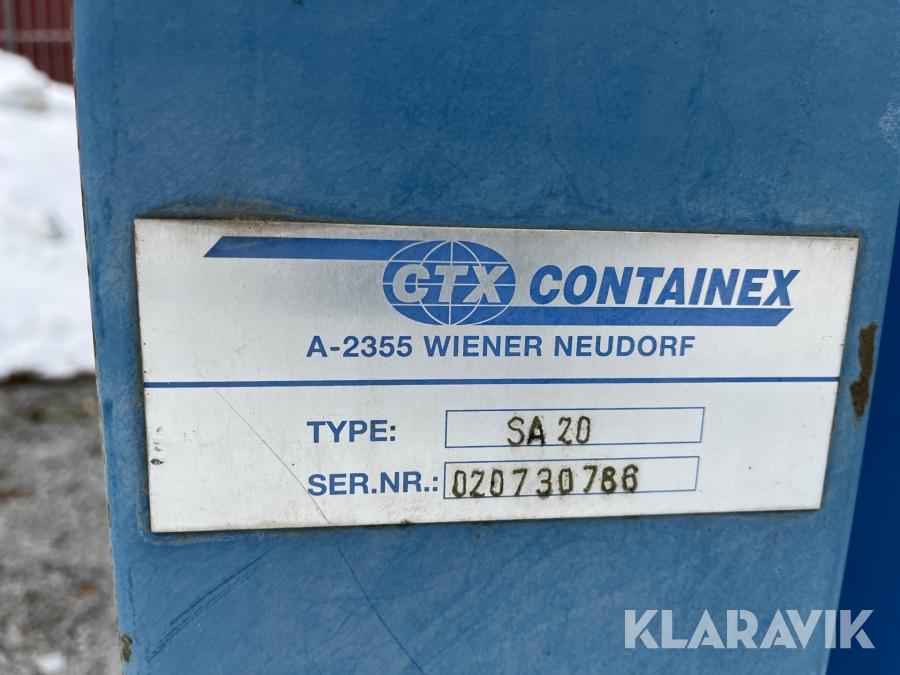 CTX CONTAINEX
A-2355 WIENER NEUDORF
TYPE: SA 20
SER.NR.: 020730786
KLARAVIK